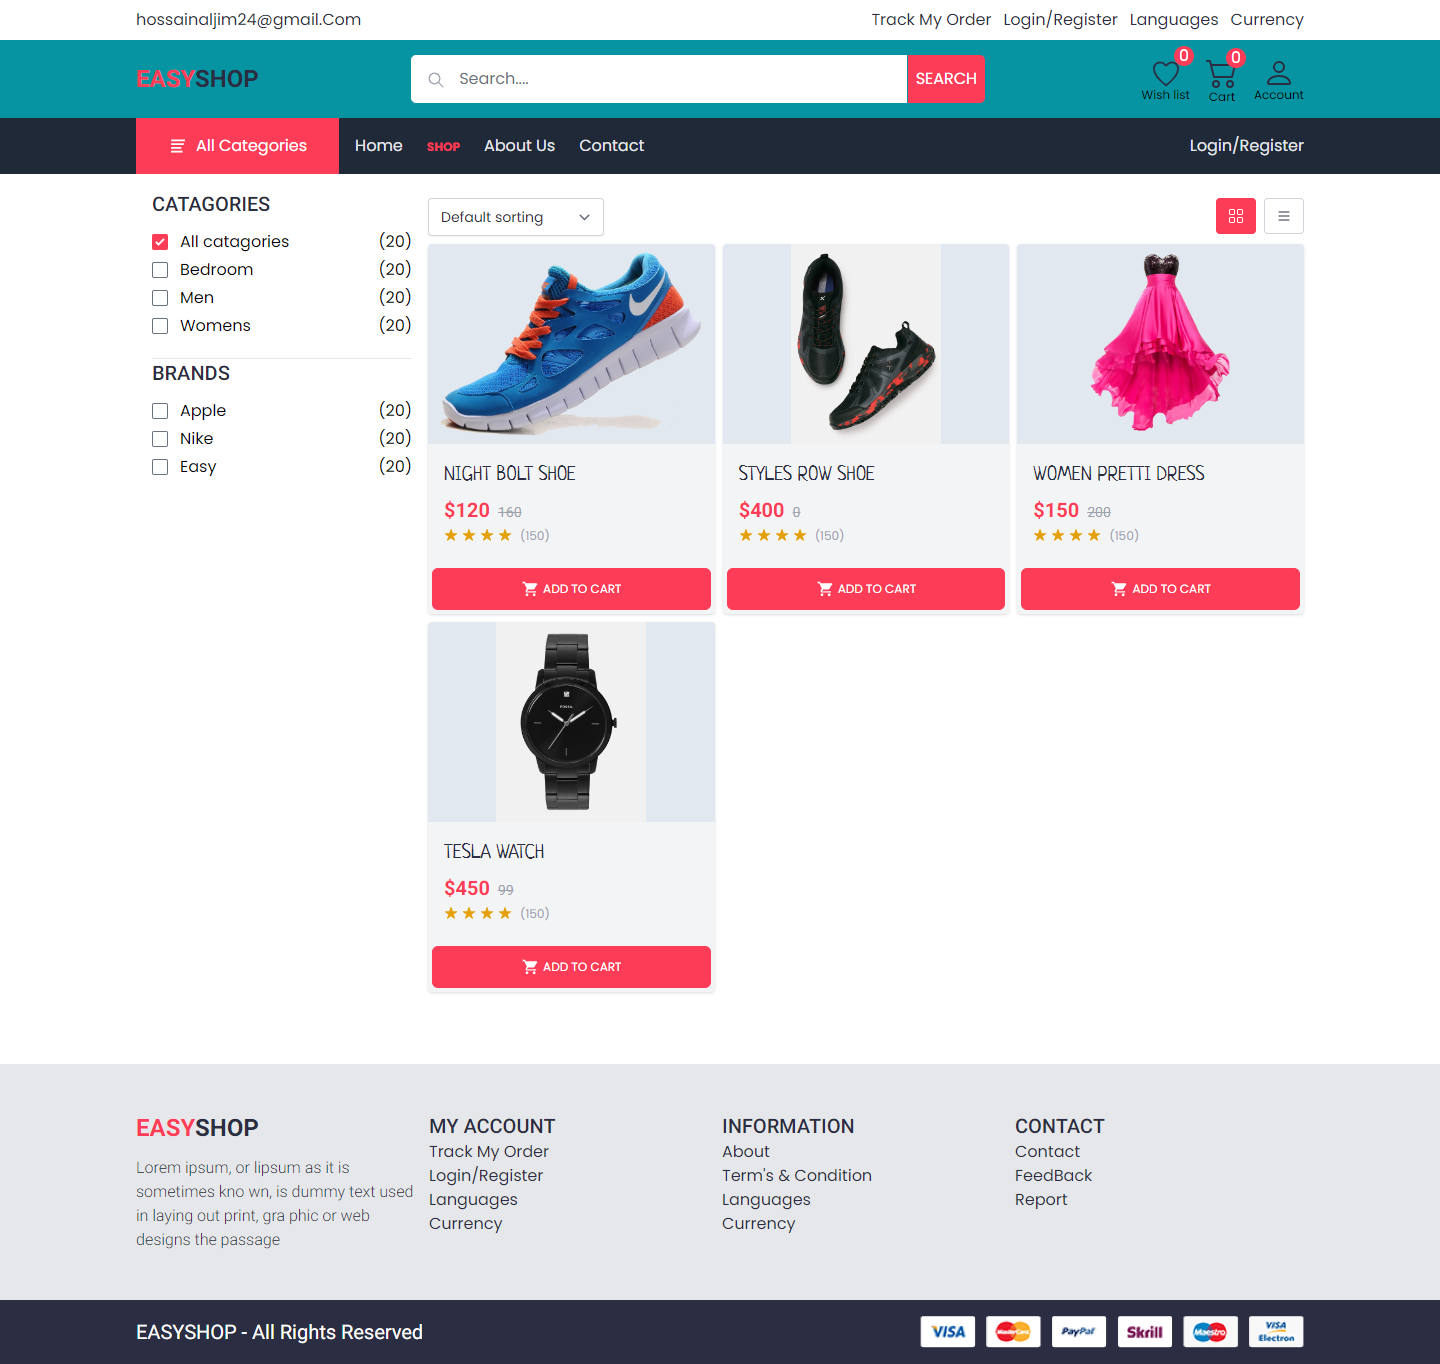 hossainaljim24@gmail.Com Track My Order Login/Register Languages Currency
EASYSHOP Search.... SEARCH 0 Wish list 0 Cart Account
All Categories Home SHOP About Us Contact Login/Register
CATAGORIES
All catagories (20)
Bedroom (20)
Men (20)
Womens (20)
BRANDS
Apple (20)
Nike (20)
Easy (20)
Default sorting
NIGHT BOLT SHOE
$120 160
(150)
ADD TO CART
STYLES ROW SHOE
$400 0
(150)
ADD TO CART
WOMEN PRETTI DRESS
$150 200
(150)
ADD TO CART
FOSSIL
TESLA WATCH
$450 99
(150)
ADD TO CART
EASYSHOP
Lorem ipsum, or lipsum as it is
sometimes kno wn, is dummy text used
in laying out print, gra phic or web
designs the passage
MY ACCOUNT
Track My Order
Login/Register
Languages
Currency
INFORMATION
About
Term's & Condition
Languages
Currency
CONTACT
Contact
FeedBack
Report
EASYSHOP - All Rights Reserved
VISA MasterCard PayPal Skrill Maestro VISA Electron